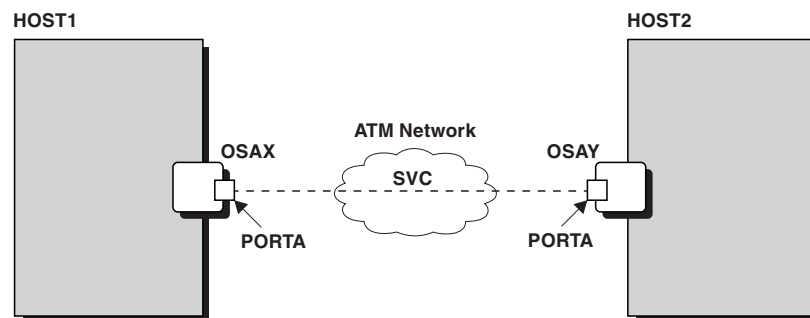 HOST1
HOST2
ATM Network
OSAX
OSAY
SVC
PORTA
PORTA